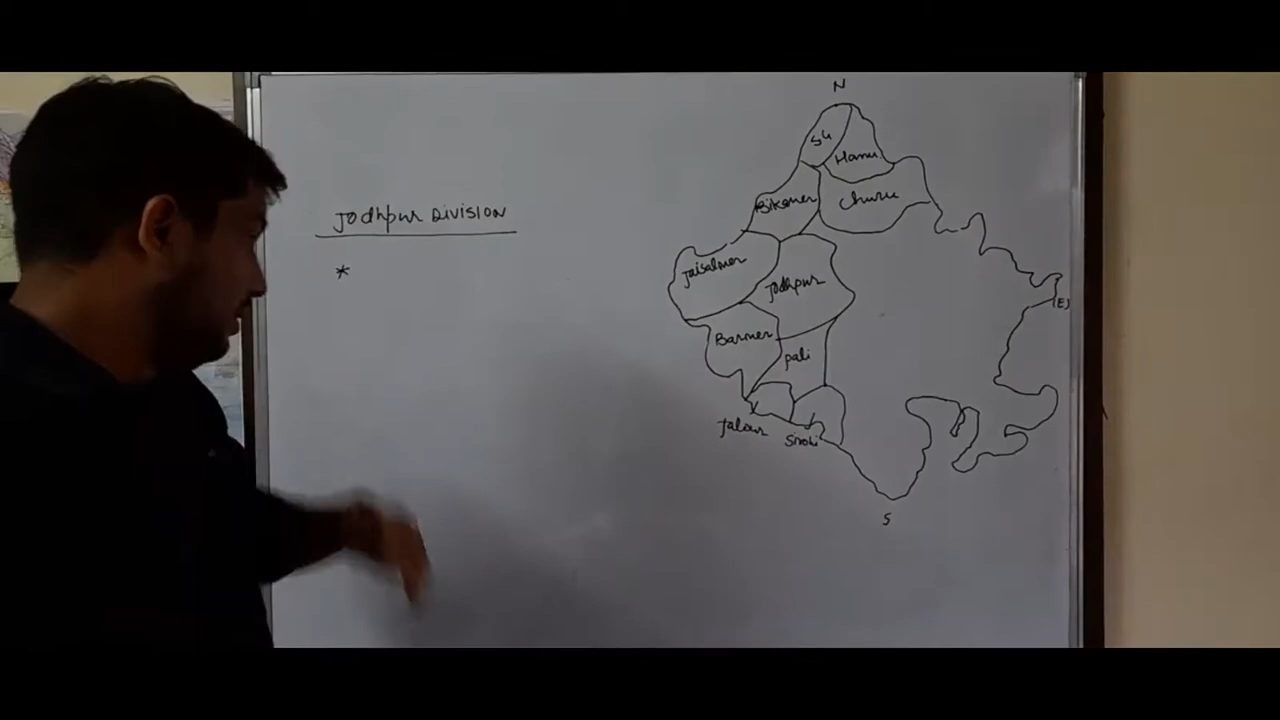 N
SG
Hanu
Jodhpur Division
Bikaner
churu
*
Jaisalmer
Jodhpur
(E)
Barmer
pali
Jalour
Sirohi
S